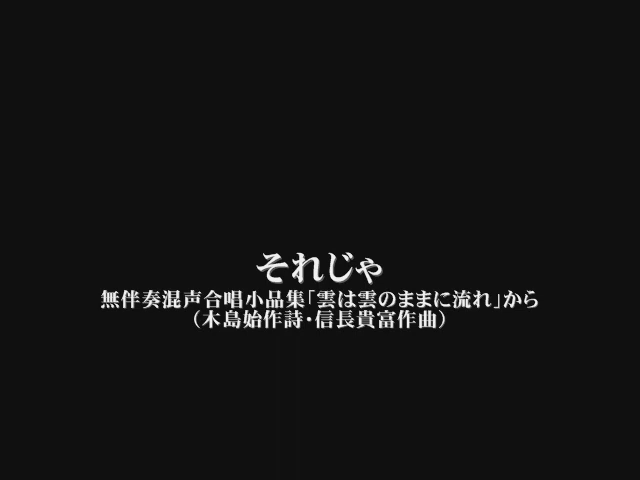 それじゃ
無伴奏混声合唱小品集「雲は雲のままに流れ」から
（木島始作詩・信長貴富作曲）